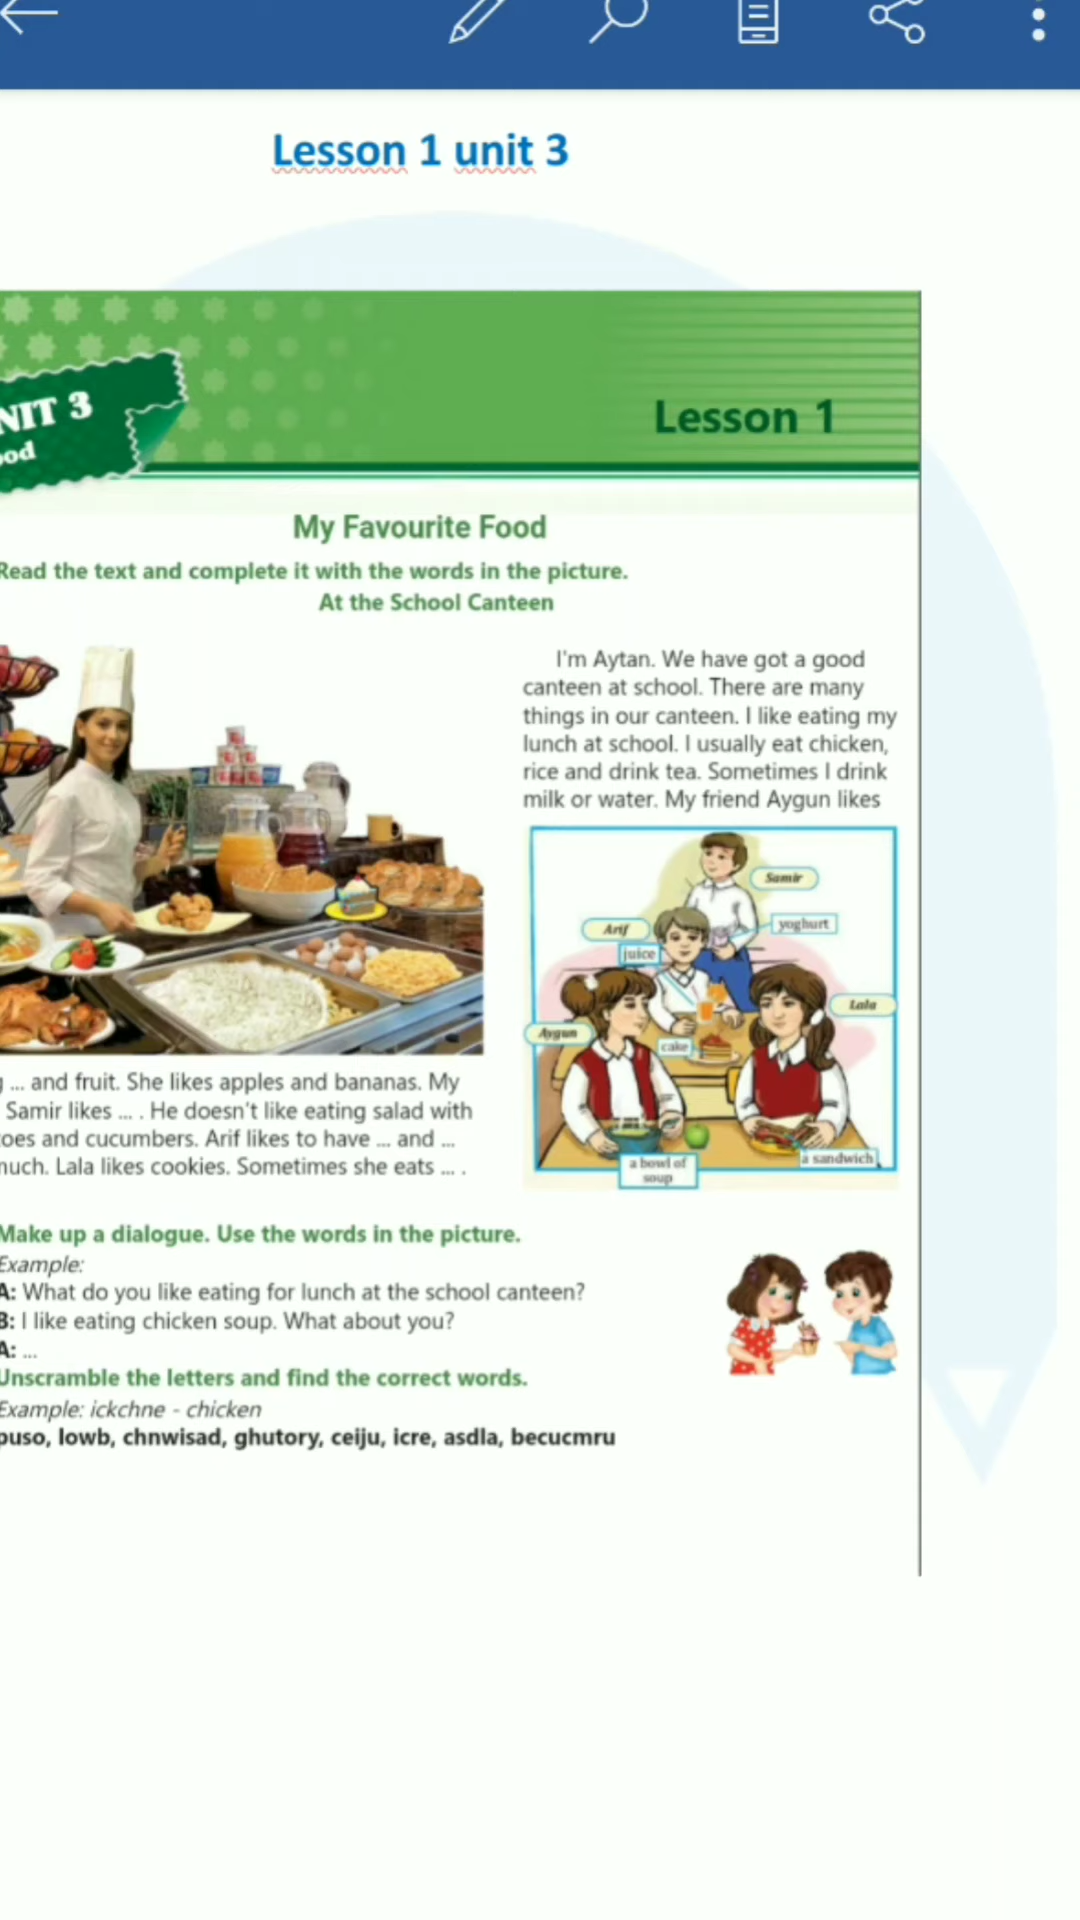 Lesson 1 unit 3
NIT 3
ood
Lesson 1
My Favourite Food
Read the text and complete it with the words in the picture.
At the School Canteen
I'm Aytan. We have got a good
canteen at school. There are many
things in our canteen. I like eating my
lunch at school. I usually eat chicken,
rice and drink tea. Sometimes I drink
milk or water. My friend Aygun likes
Samir
Arif
yoghurt
juice
Lala
Aygun
cake
a bowl of
soup
a sandwich
... and fruit. She likes apples and bananas. My
Samir likes ... . He doesn't like eating salad with
oes and cucumbers. Arif likes to have ... and ...
much. Lala likes cookies. Sometimes she eats ... .
Make up a dialogue. Use the words in the picture.
Example:
A: What do you like eating for lunch at the school canteen?
B: I like eating chicken soup. What about you?
A: ...
Unscramble the letters and find the correct words.
Example: ickchne - chicken
puso, lowb, chnwisad, ghutory, ceiju, icre, asdla, becucmru